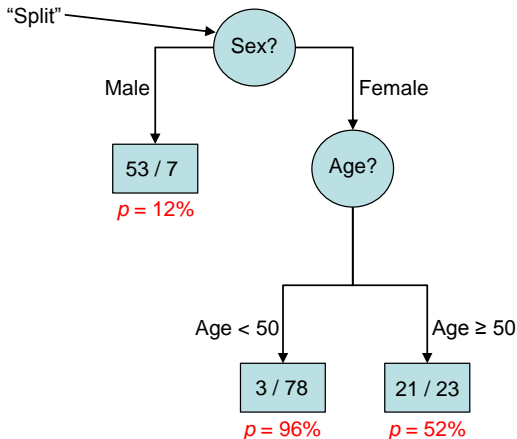 “Split”
Sex?
Male
Female
53 / 7
p = 12%
Age?
Age < 50
Age ≥ 50
3 / 78
21 / 23
p = 96%
p = 52%